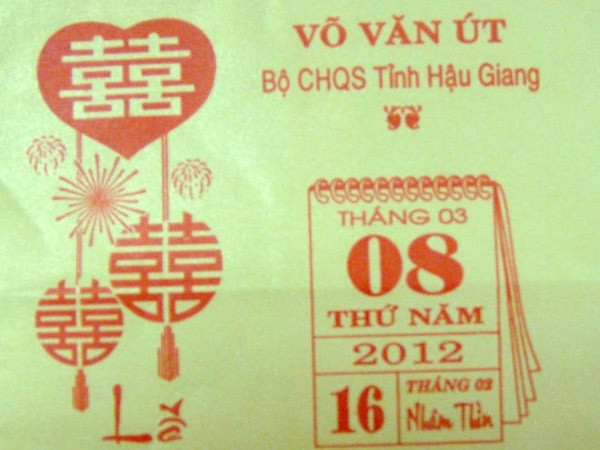 囍
VÕ VĂN ÚT
Bộ CHQS Tỉnh Hậu Giang
囍
囍
THÁNG 03
08
THỨ NĂM
2012
16
THÁNG 02
Nhâm Thìn